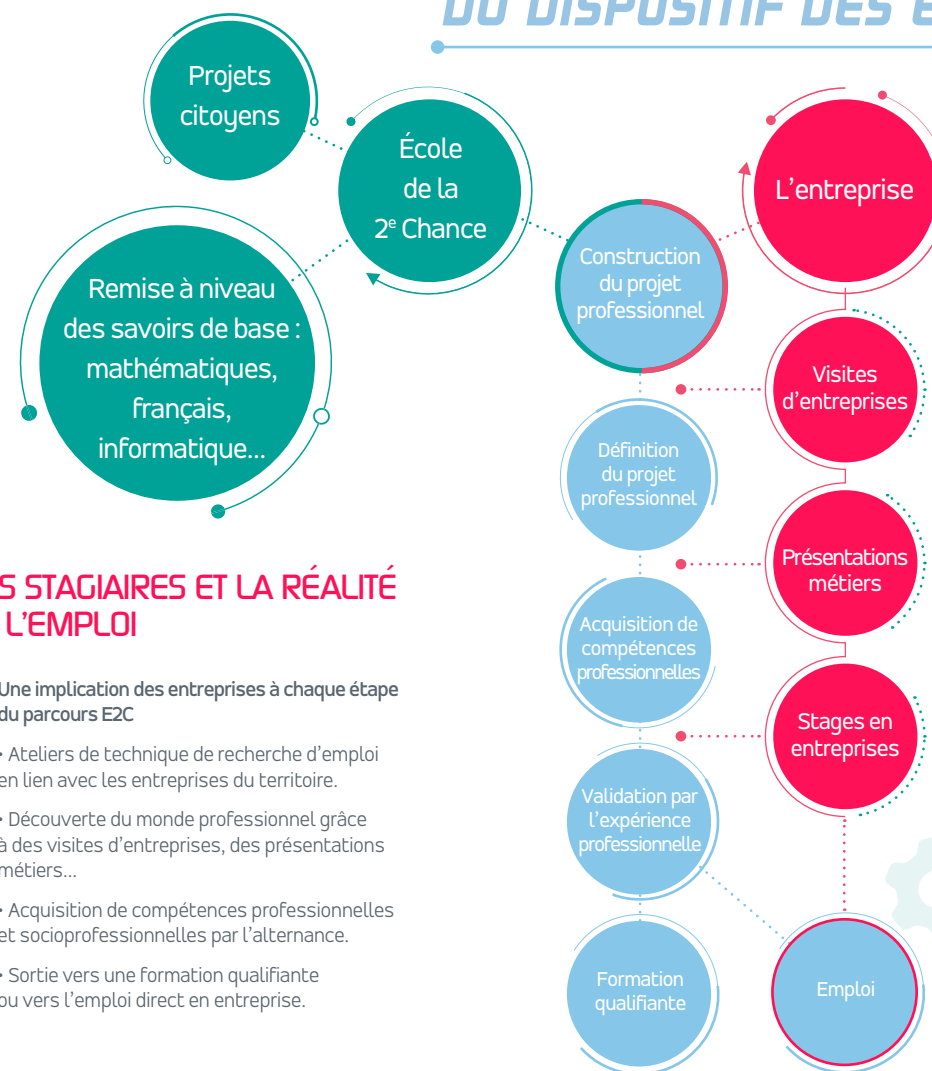 DU DISPOSITIF DES
Projets
citoyens
École
de la
2e Chance
L'entreprise
Construction
du projet
professionnel
Remise à niveau
des savoirs de base :
mathématiques,
français,
informatique...
Visites
d'entreprises
Définition
du projet
professionnel
Présentations
métiers
S STAGIAIRES ET LA RÉALITÉ
L'EMPLOI
Acquisition de
compétences
professionnelles
Une implication des entreprises à chaque étape
du parcours E2C
Stages en
entreprises
• Ateliers de technique de recherche d'emploi
en lien avec les entreprises du territoire.
• Découverte du monde professionnel grâce
à des visites d'entreprises, des présentations
métiers...
Validation par
l'expérience
professionnelle
• Acquisition de compétences professionnelles
et socioprofessionnelles par l'alternance.
• Sortie vers une formation qualifiante
ou vers l'emploi direct en entreprise.
Formation
qualifiante
Emploi